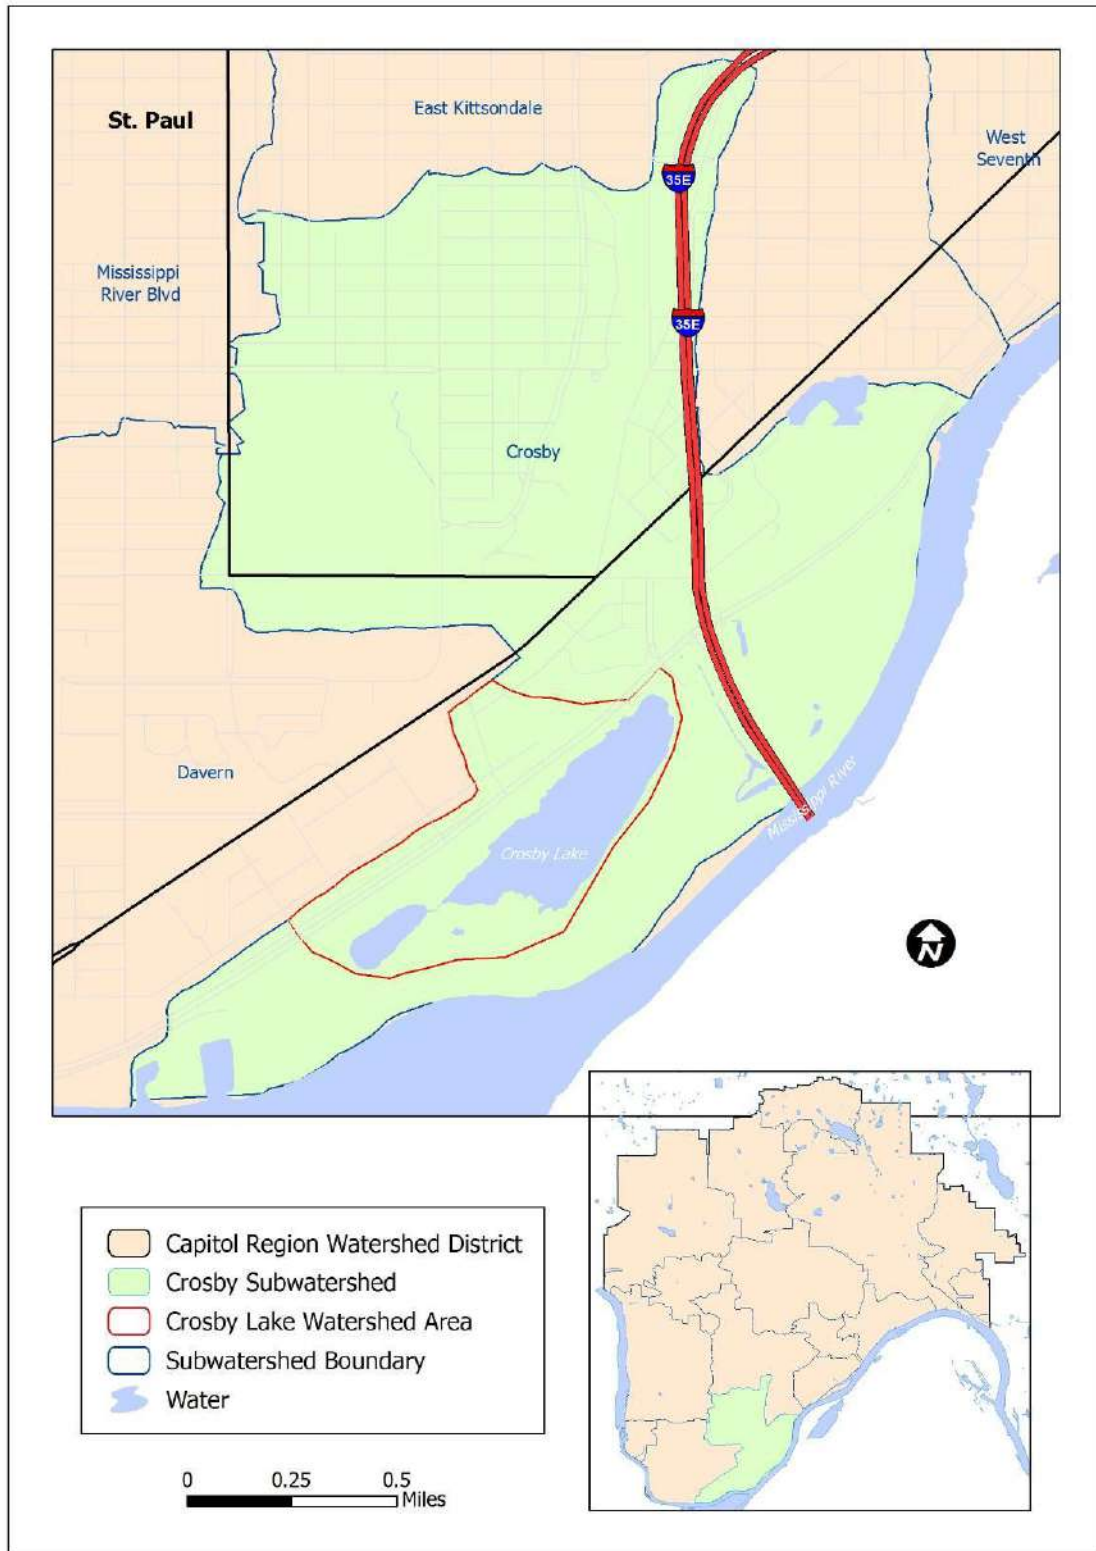 St. Paul
East Kittsondale
West
Seventh
35E
Mississippi
River Blvd
35E
Crosby
Davern
Mississippi River
Crosby Lake
N
Capitol Region Watershed District
Crosby Subwatershed
Crosby Lake Watershed Area
Subwatershed Boundary
Water
0 0.25 0.5
Miles